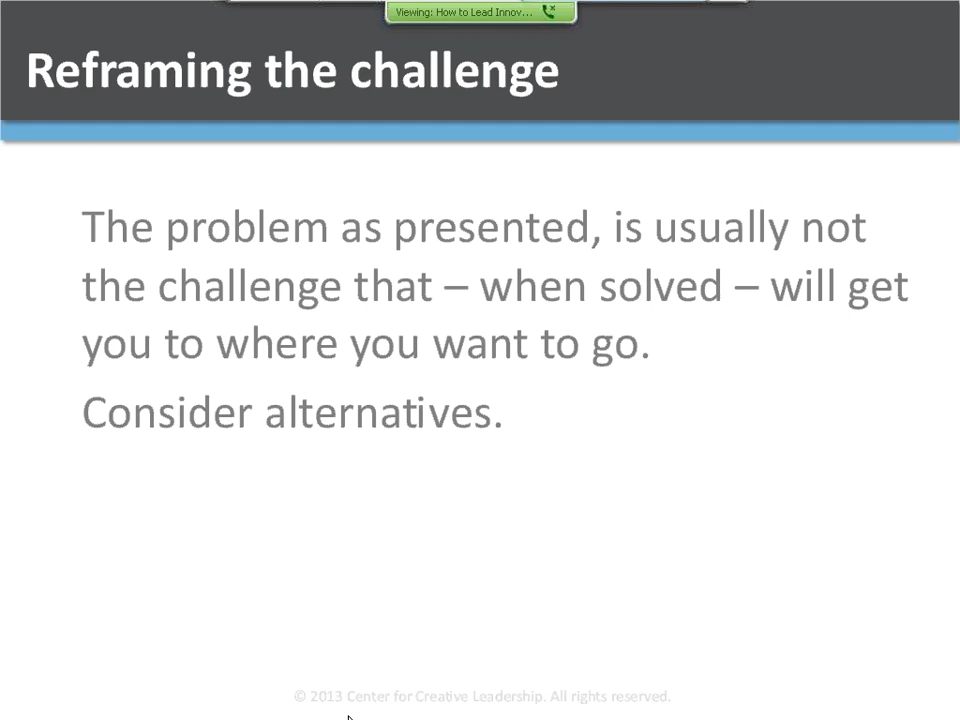 Viewing: How to Lead Innov...
Reframing the challenge
The problem as presented, is usually not
the challenge that – when solved – will get
you to where you want to go.
Consider alternatives.
© 2013 Center for Creative Leadership. All rights reserved.